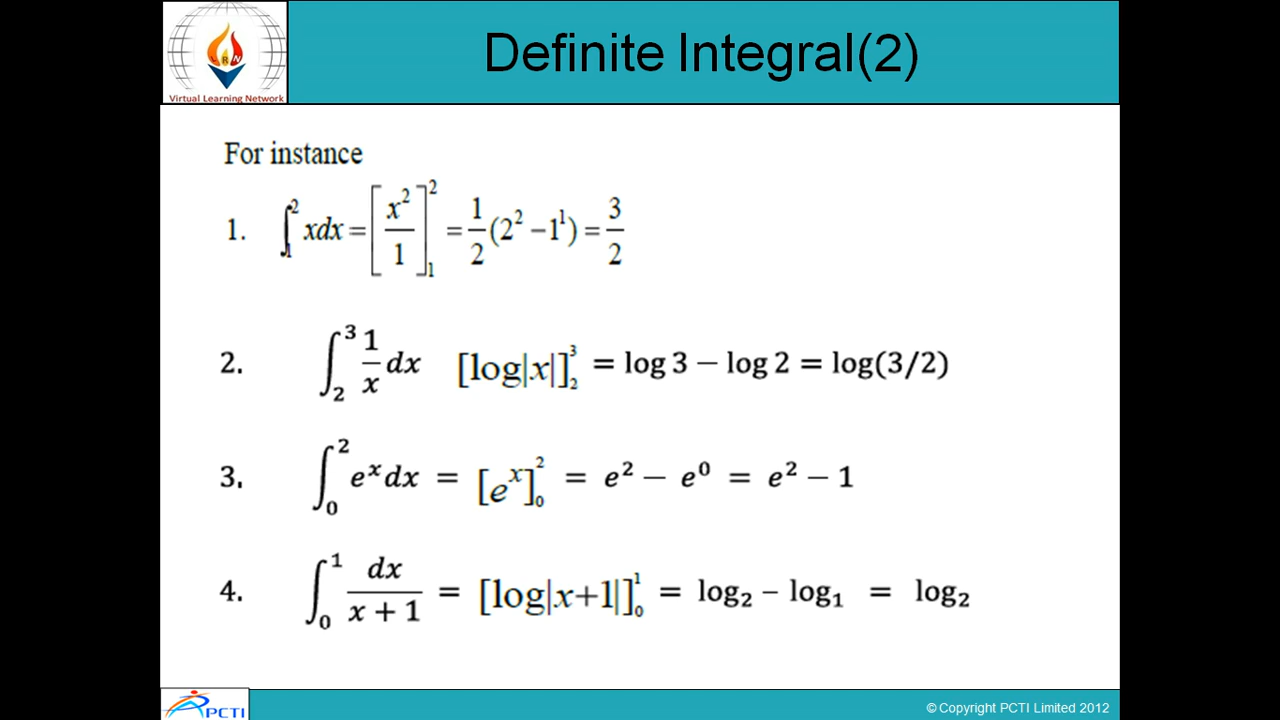 LRN
Virtual Learning Network
Definite Integral(2)
For instance
1. ∫₁² xdx = [x²/1]₁² = 1/2(2² − 1¹) = 3/2
2. ∫₂³ 1/x dx [log|x|]₂³ = log 3 − log 2 = log(3/2)
3. ∫₀² eˣdx = [eˣ]₀² = e² − e⁰ = e² − 1
4. ∫₀¹ dx/(x + 1) = [log|x+1|]₀¹ = log₂ − log₁ = log₂
PCTI
© Copyright PCTI Limited 2012